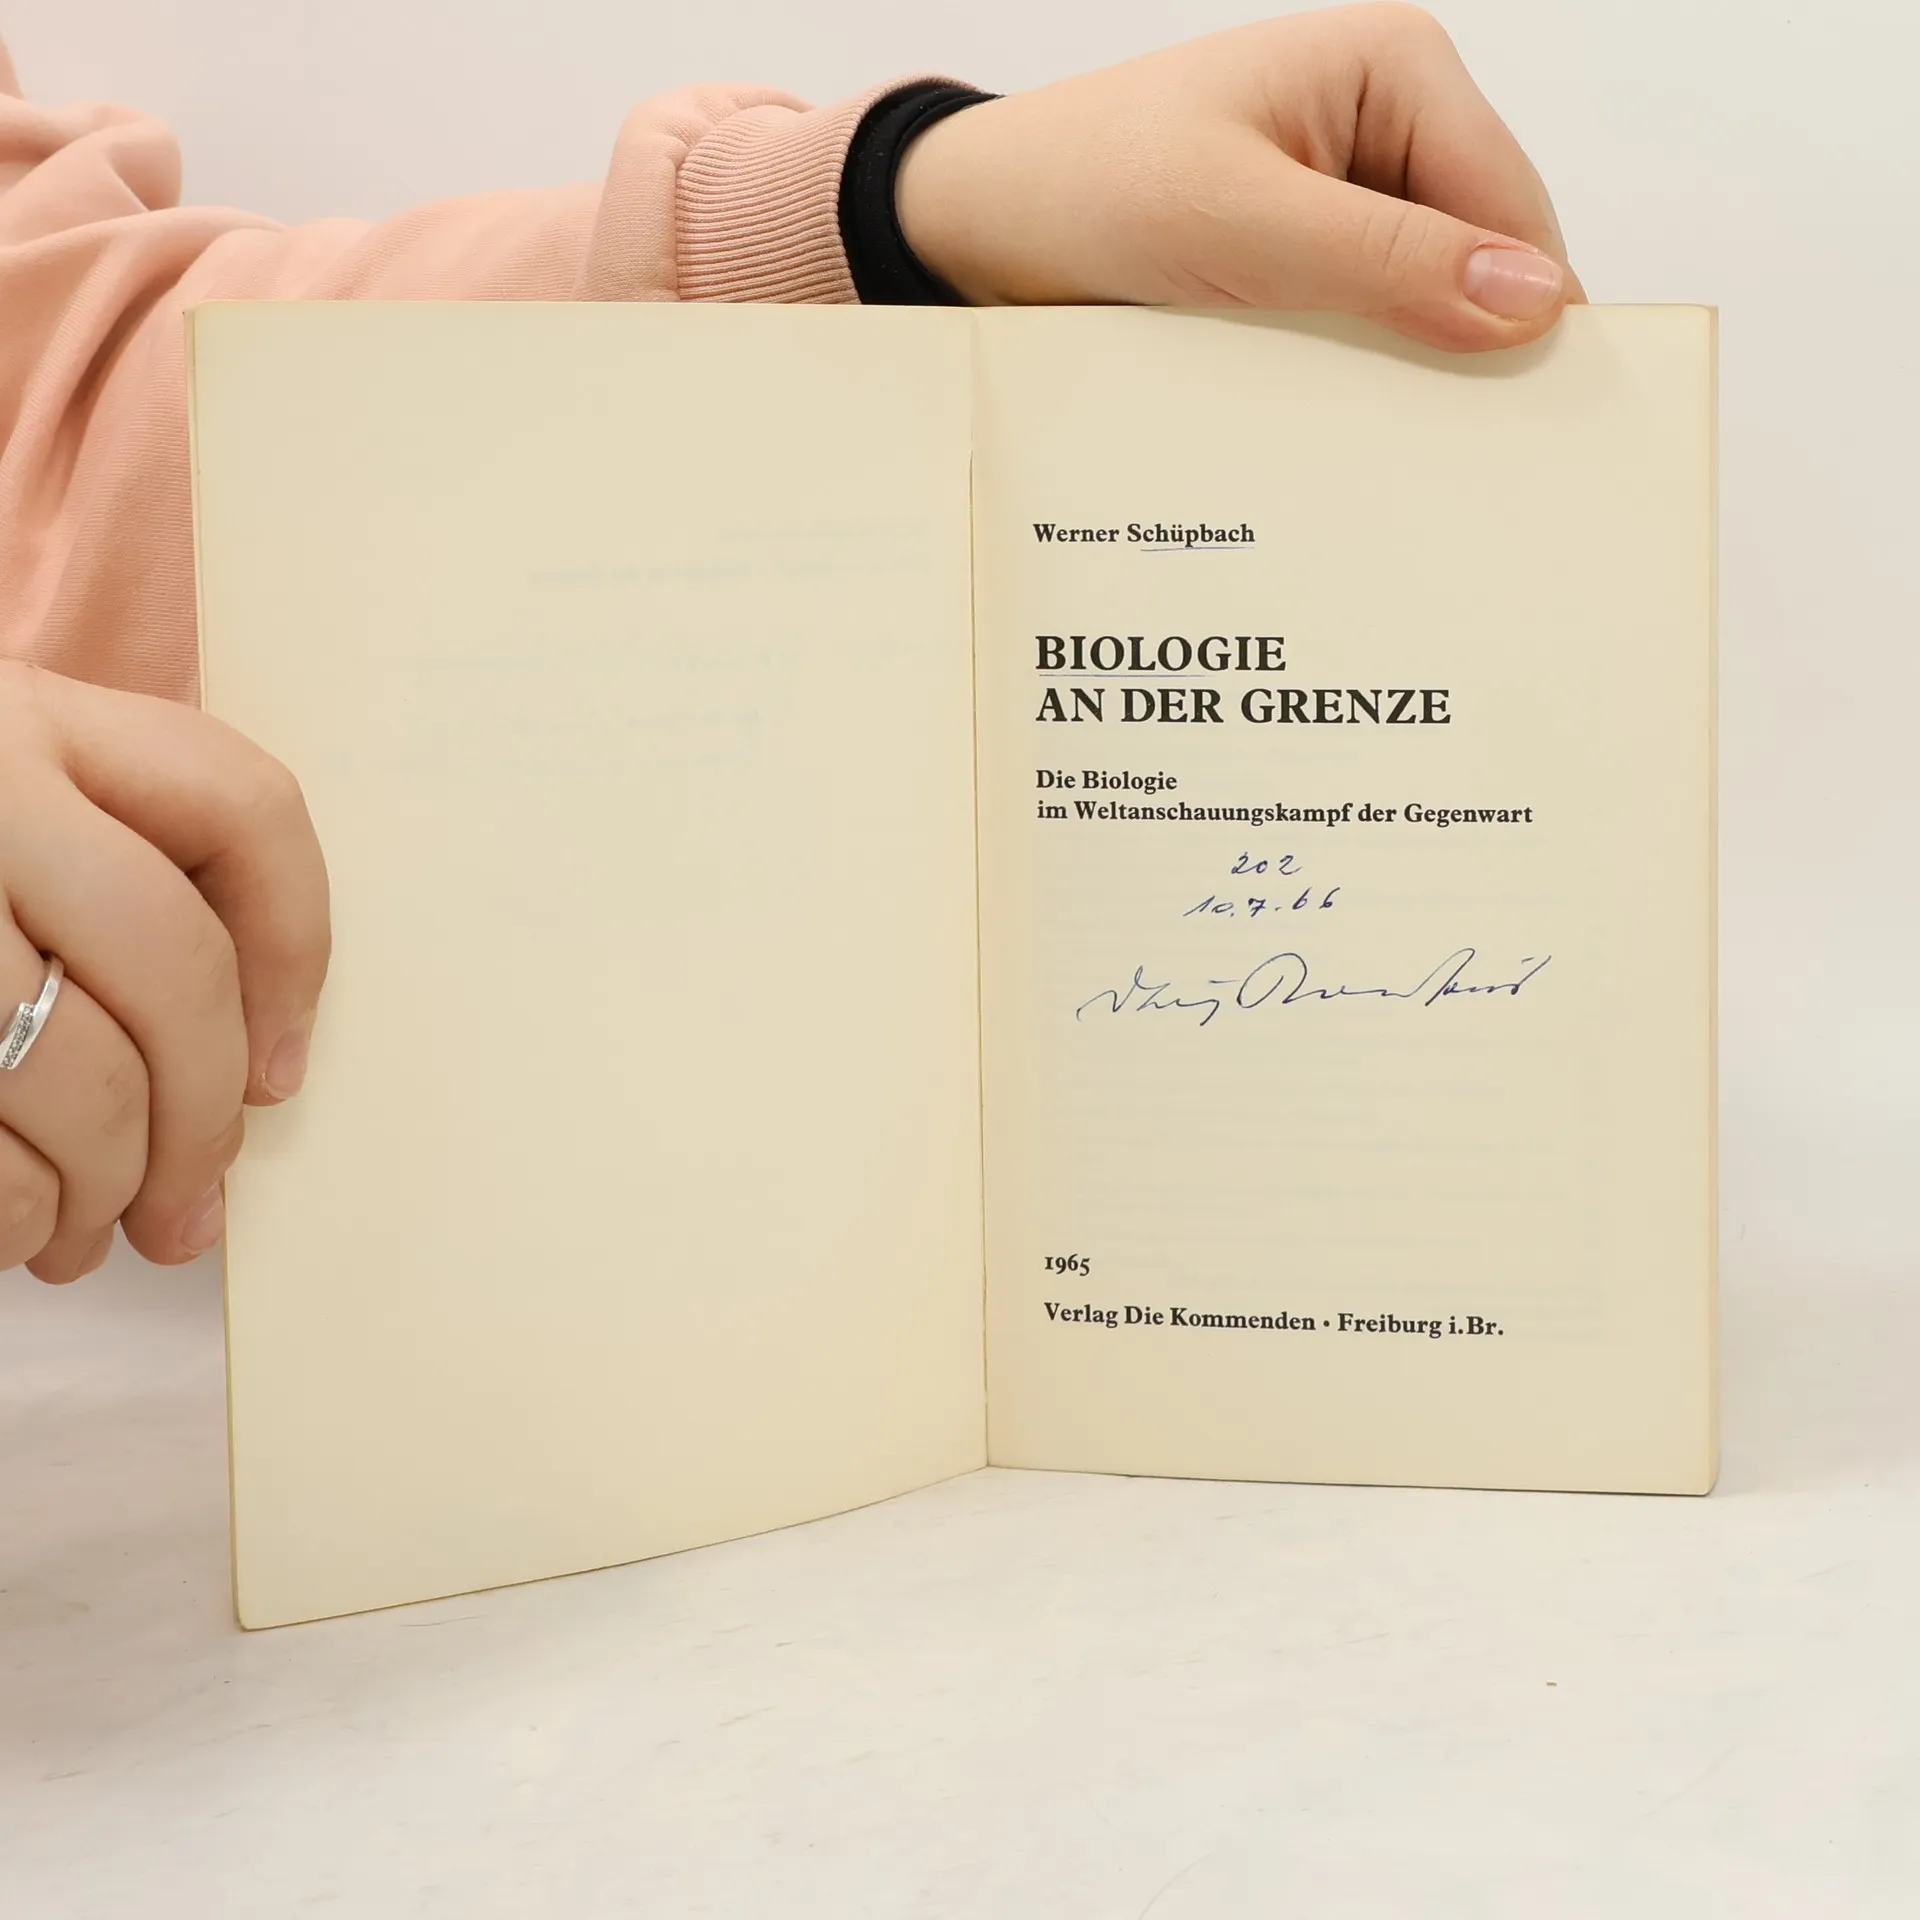 Werner Schüpbach
BIOLOGIE
AN DER GRENZE
Die Biologie
im Weltanschauungskampf der Gegenwart
202
10.7.66
1965
Verlag Die Kommenden • Freiburg i.Br.